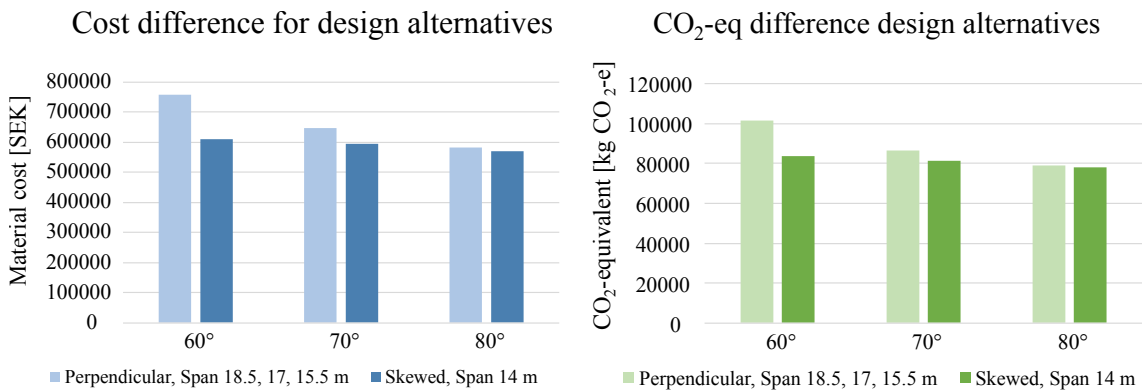 Cost difference for design alternatives
Material cost [SEK]
800000
700000
600000
500000
400000
300000
200000
100000
0
60°
70°
80°
Perpendicular, Span 18.5, 17, 15.5 m
Skewed, Span 14 m
CO₂-eq difference design alternatives
CO₂-equivalent [kg CO₂-e]
120000
100000
80000
60000
40000
20000
0
60°
70°
80°
Perpendicular, Span 18.5, 17, 15.5 m
Skewed, Span 14 m